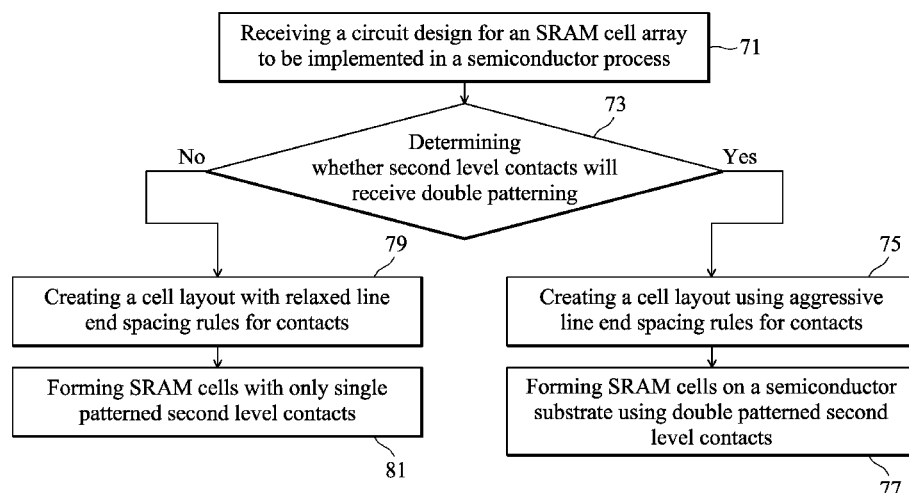 Receiving a circuit design for an SRAM cell array
to be implemented in a semiconductor process
71
73
Determining
whether second level contacts will
receive double patterning
No
Yes
79
Creating a cell layout with relaxed line
end spacing rules for contacts
75
Creating a cell layout using aggressive
line end spacing rules for contacts
Forming SRAM cells with only single
patterned second level contacts
81
Forming SRAM cells on a semiconductor
substrate using double patterned second
level contacts
77